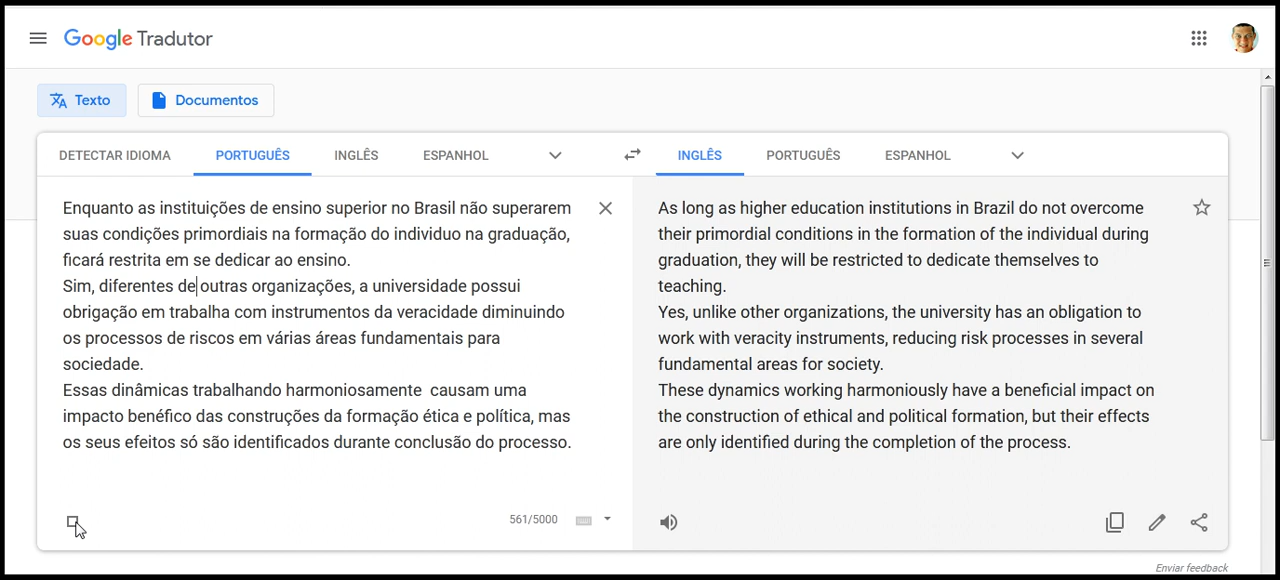 Google Tradutor
Texto
Documentos
DETECTAR IDIOMA PORTUGUÊS INGLÊS ESPANHOL
INGLÊS PORTUGUÊS ESPANHOL
Enquanto as instituições de ensino superior no Brasil não superarem
suas condições primordiais na formação do individuo na graduação,
ficará restrita em se dedicar ao ensino.
Sim, diferentes de outras organizações, a universidade possui
obrigação em trabalha com instrumentos da veracidade diminuindo
os processos de riscos em várias áreas fundamentais para
sociedade.
Essas dinâmicas trabalhando harmoniosamente  causam uma
impacto benéfico das construções da formação ética e política, mas
os seus efeitos só são identificados durante conclusão do processo.
561/5000
As long as higher education institutions in Brazil do not overcome
their primordial conditions in the formation of the individual during
graduation, they will be restricted to dedicate themselves to
teaching.
Yes, unlike other organizations, the university has an obligation to
work with veracity instruments, reducing risk processes in several
fundamental areas for society.
These dynamics working harmoniously have a beneficial impact on
the construction of ethical and political formation, but their effects
are only identified during the completion of the process.
Enviar feedback